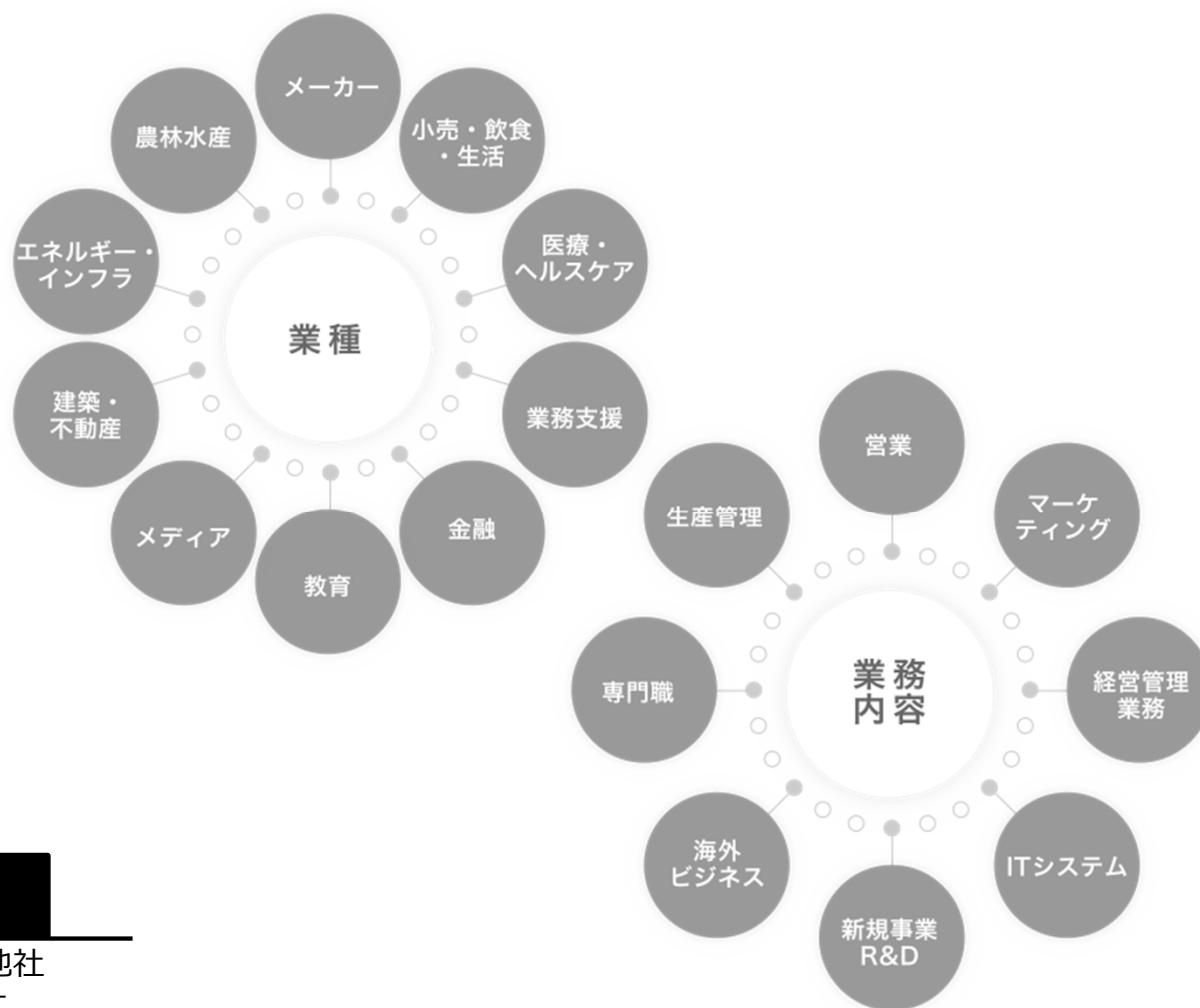 メーカー
小売・飲食
・生活
医療・
ヘルスケア
業務支援
金融
教育
メディア
建築・
不動産
エネルギー・
インフラ
農林水産
業種
営業
マーケ
ティング
経営管理
業務
ITシステム
新規事業
R&D
海外
ビジネス
専門職
生産管理
業務
内容
他社